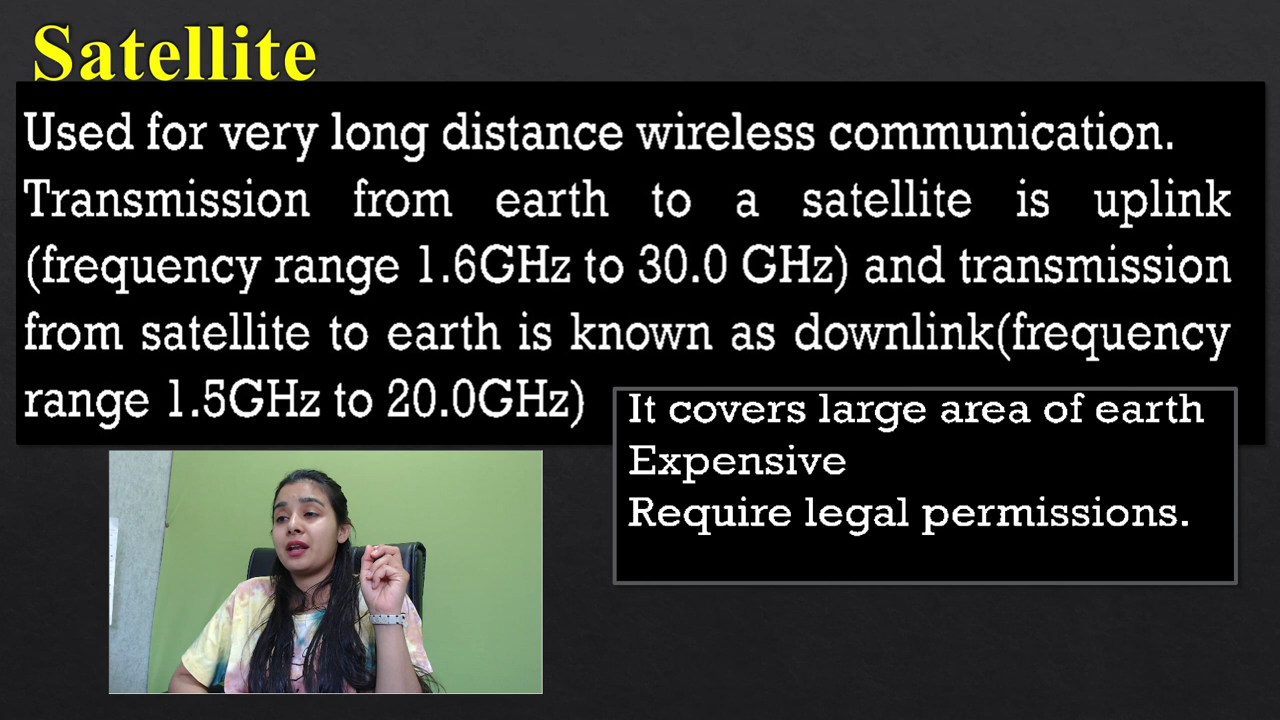 Satellite
Used for very long distance wireless communication.
Transmission from earth to a satellite is uplink
(frequency range 1.6GHz to 30.0 GHz) and transmission
from satellite to earth is known as downlink(frequency
range 1.5GHz to 20.0GHz)
It covers large area of earth
Expensive
Require legal permissions.